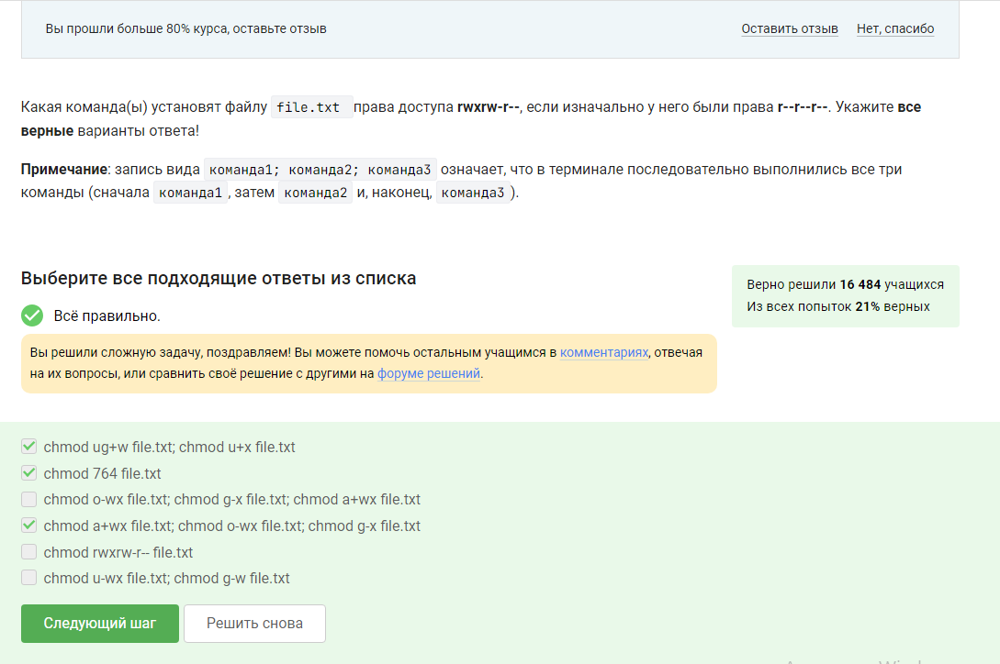 Вы прошли больше 80% курса, оставьте отзыв
Оставить отзыв
Нет, спасибо
Какая команда(ы) установят файлу file.txt права доступа rwxrw-r--, если изначально у него были права r--r--r--. Укажите все
верные варианты ответа!
Примечание: запись вида команда1; команда2; команда3 означает, что в терминале последовательно выполнились все три
команды (сначала команда1, затем команда2 и, наконец, команда3).
Выберите все подходящие ответы из списка
Верно решили 16 484 учащихся
Из всех попыток 21% верных
Всё правильно.
Вы решили сложную задачу, поздравляем! Вы можете помочь остальным учащимся в комментариях, отвечая
на их вопросы, или сравнить своё решение с другими на форуме решений.
chmod ug+w file.txt; chmod u+x file.txt
chmod 764 file.txt
chmod o-wx file.txt; chmod g-x file.txt; chmod a+wx file.txt
chmod a+wx file.txt; chmod o-wx file.txt; chmod g-x file.txt
chmod rwxrw-r-- file.txt
chmod u-wx file.txt; chmod g-w file.txt
Следующий шаг
Решить снова